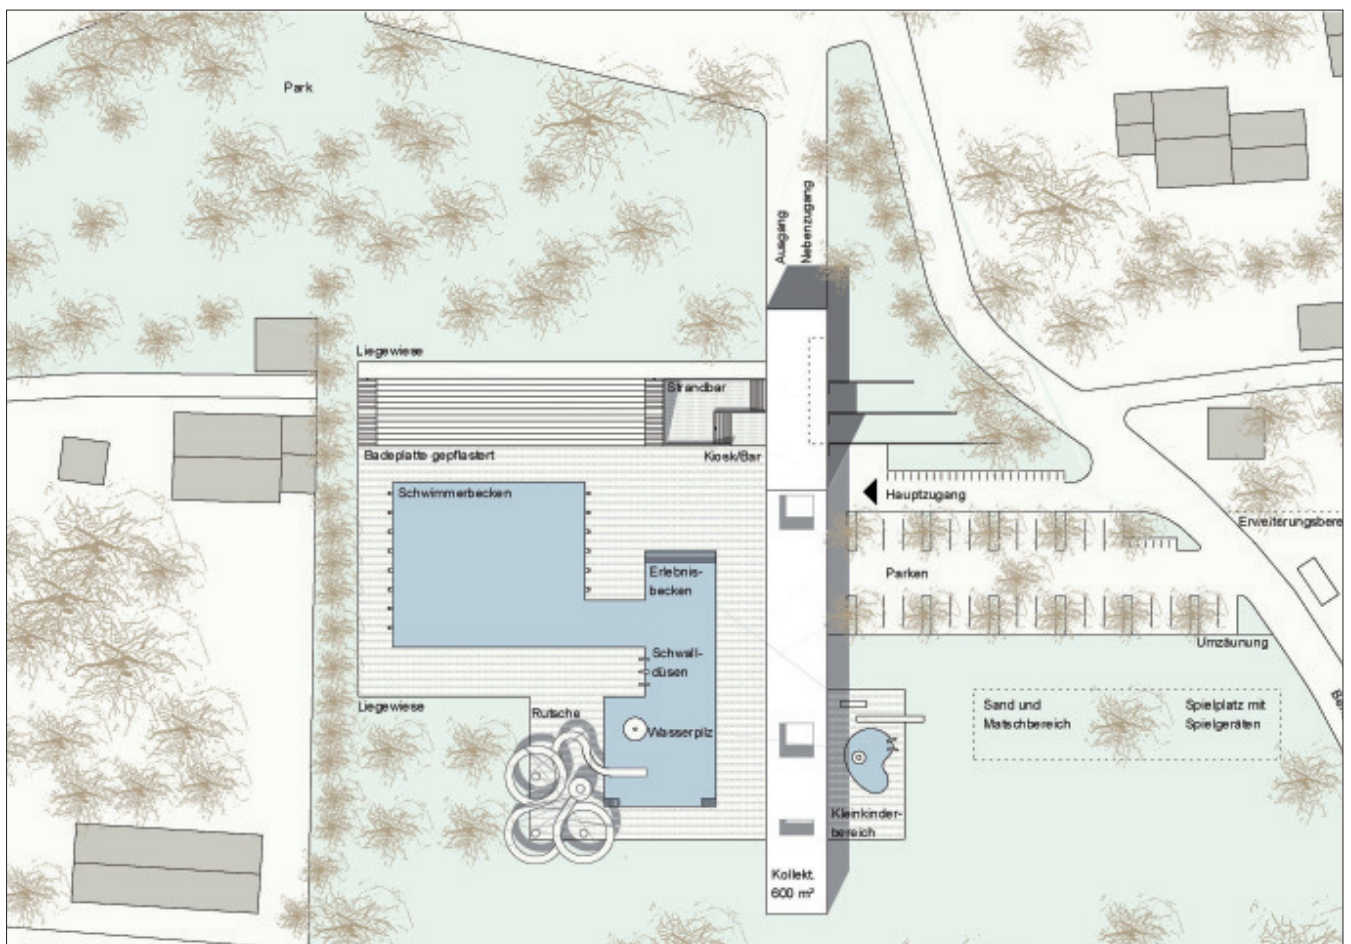 Park
Ausgang
Nebenzugang
Liegewiese
Strandbar
Badeplatte gepflastert
Kiosk/Bar
Schwimmerbecken
Hauptzugang
Erweiterungsbere
Erlebnis-
becken
Parken
Umzäunung
Schwall-
düsen
Liegewiese
Rutsche
Wasserpilz
Sand und
Matschbereich
Spielplatz mit
Spielgeräten
Kleinkinder-
bereich
Kollekt.
600 m²